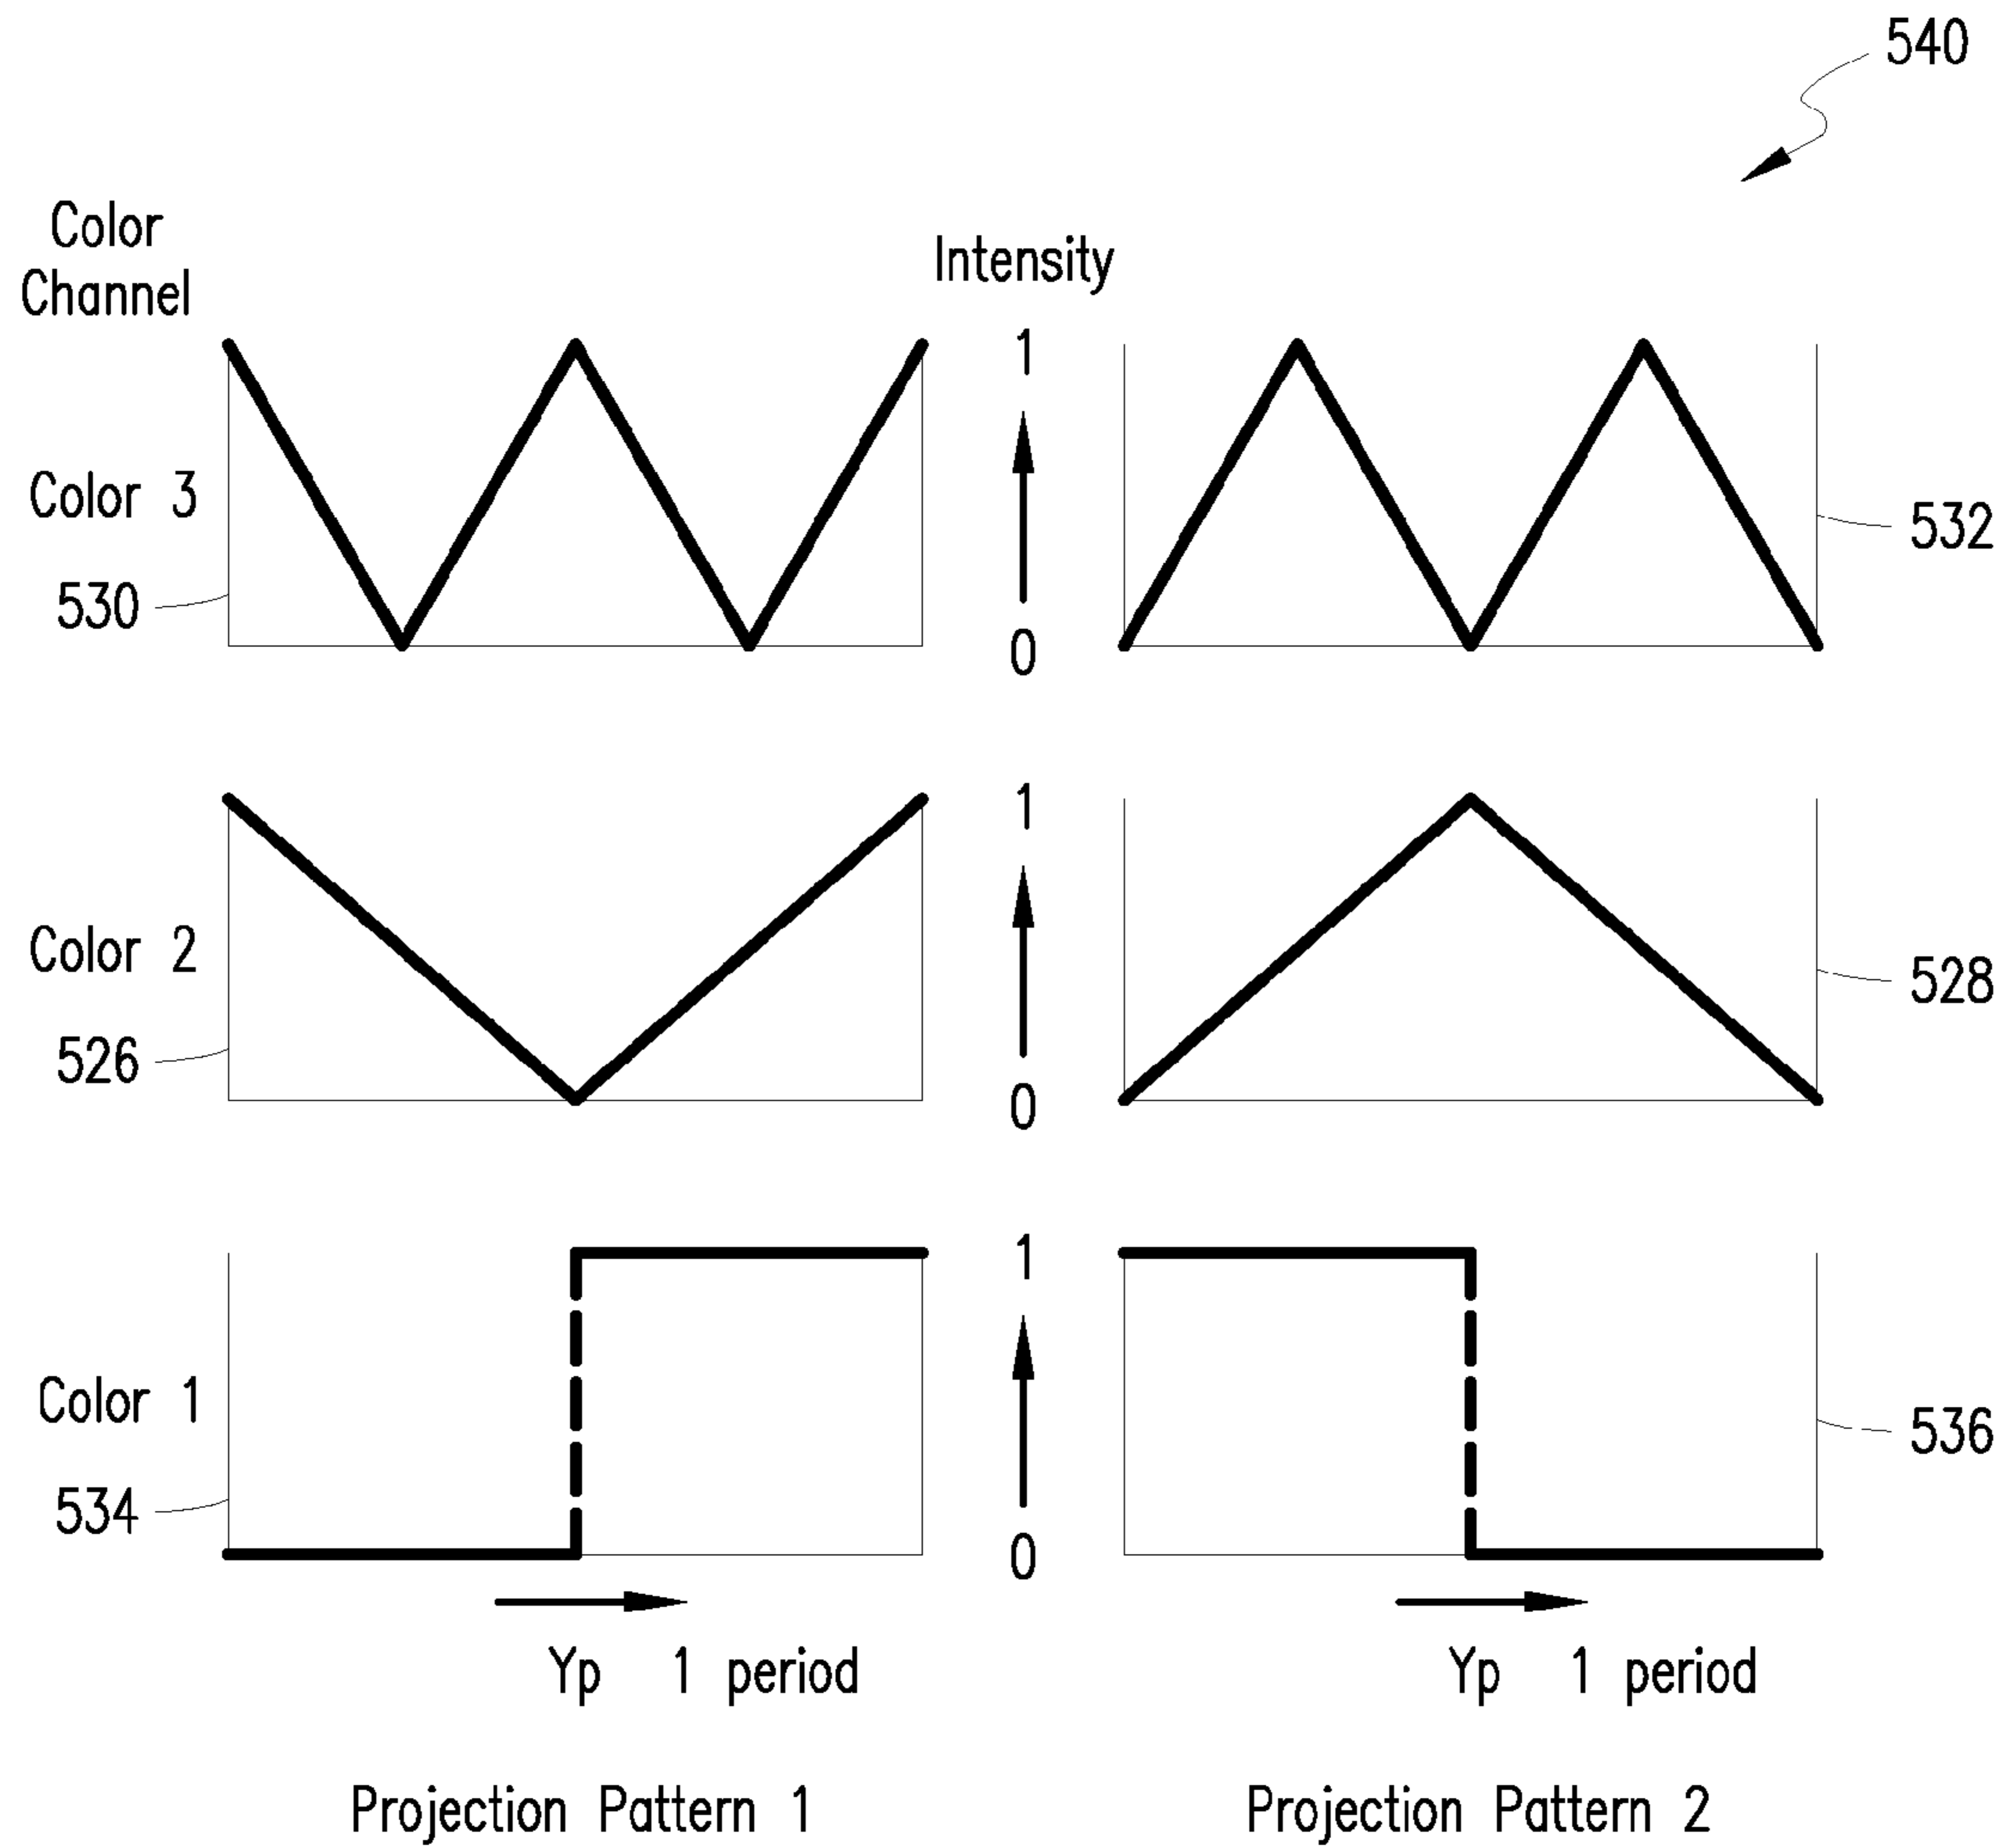 540
Color
Channel
Intensity
1
Color 3
532
530
0
1
Color 2
528
526
0
1
Color 1
536
534
0
Yp 1 period
Yp 1 period
Projection Pattern 1
Projection Pattern 2